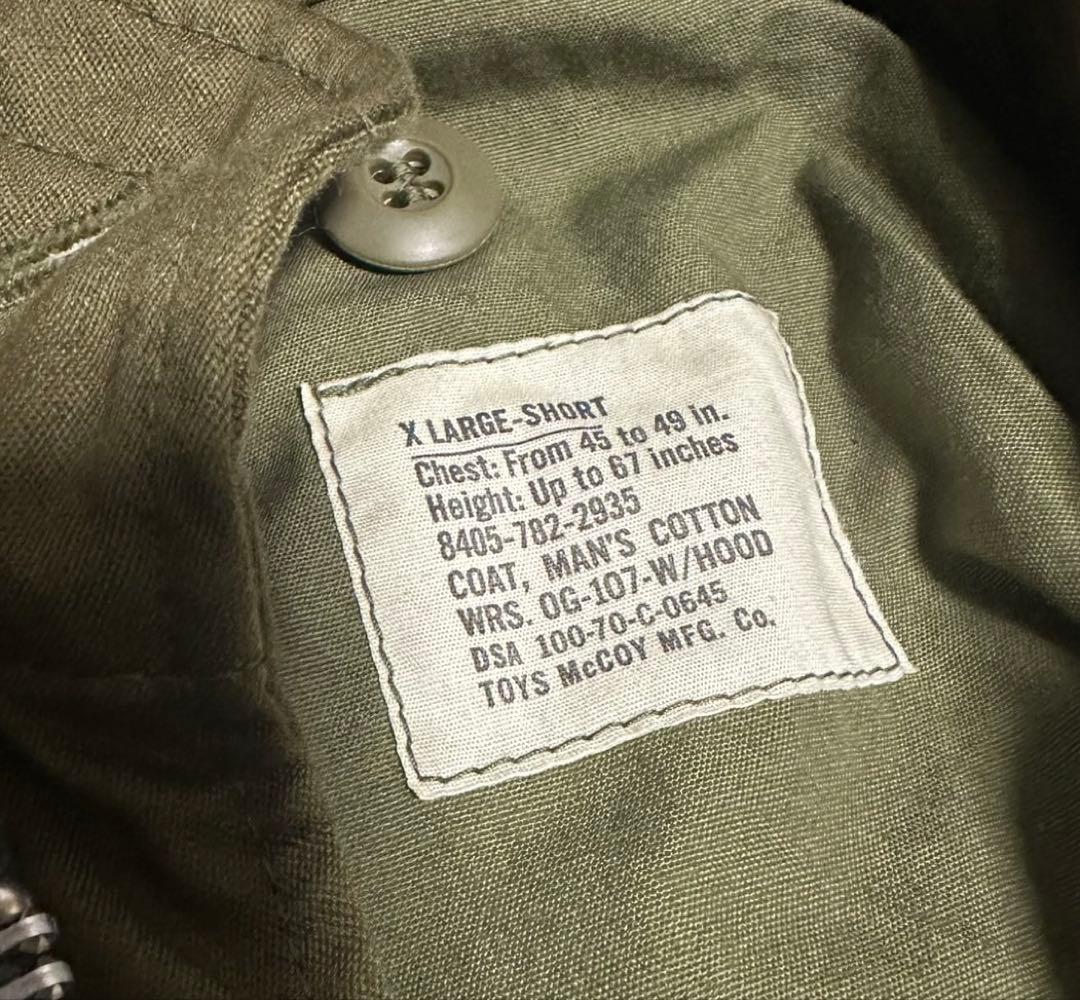 X LARGE-SHORT
Chest: From 45 to 49 in.
Height: Up to 67 inches
8405-782-2935
COAT, MAN'S COTTON
WRS. OG-107-W/HOOD
DSA 100-70-C-0645
TOYS McCOY MFG. Co.